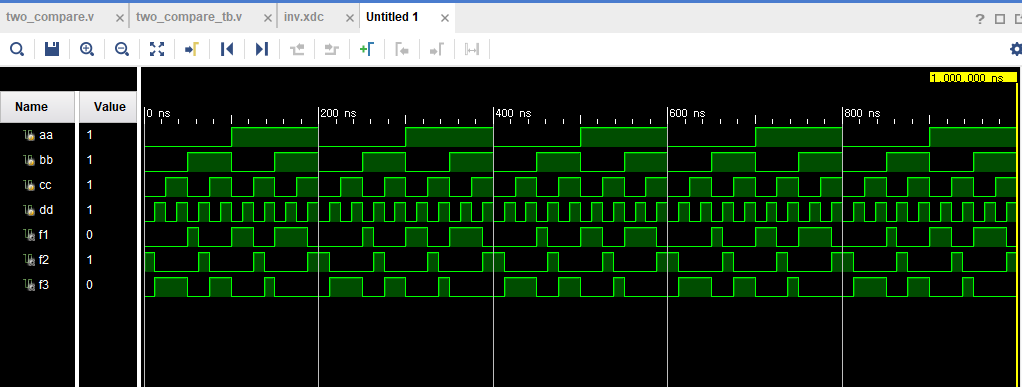 two_compare.v × two_compare_tb.v × inv.xdc × Untitled 1 ×
?
1,000.000 ns
Name Value
0 ns 200 ns 400 ns 600 ns 800 ns
aa 1
bb 1
cc 1
dd 1
f1 0
f2 1
f3 0